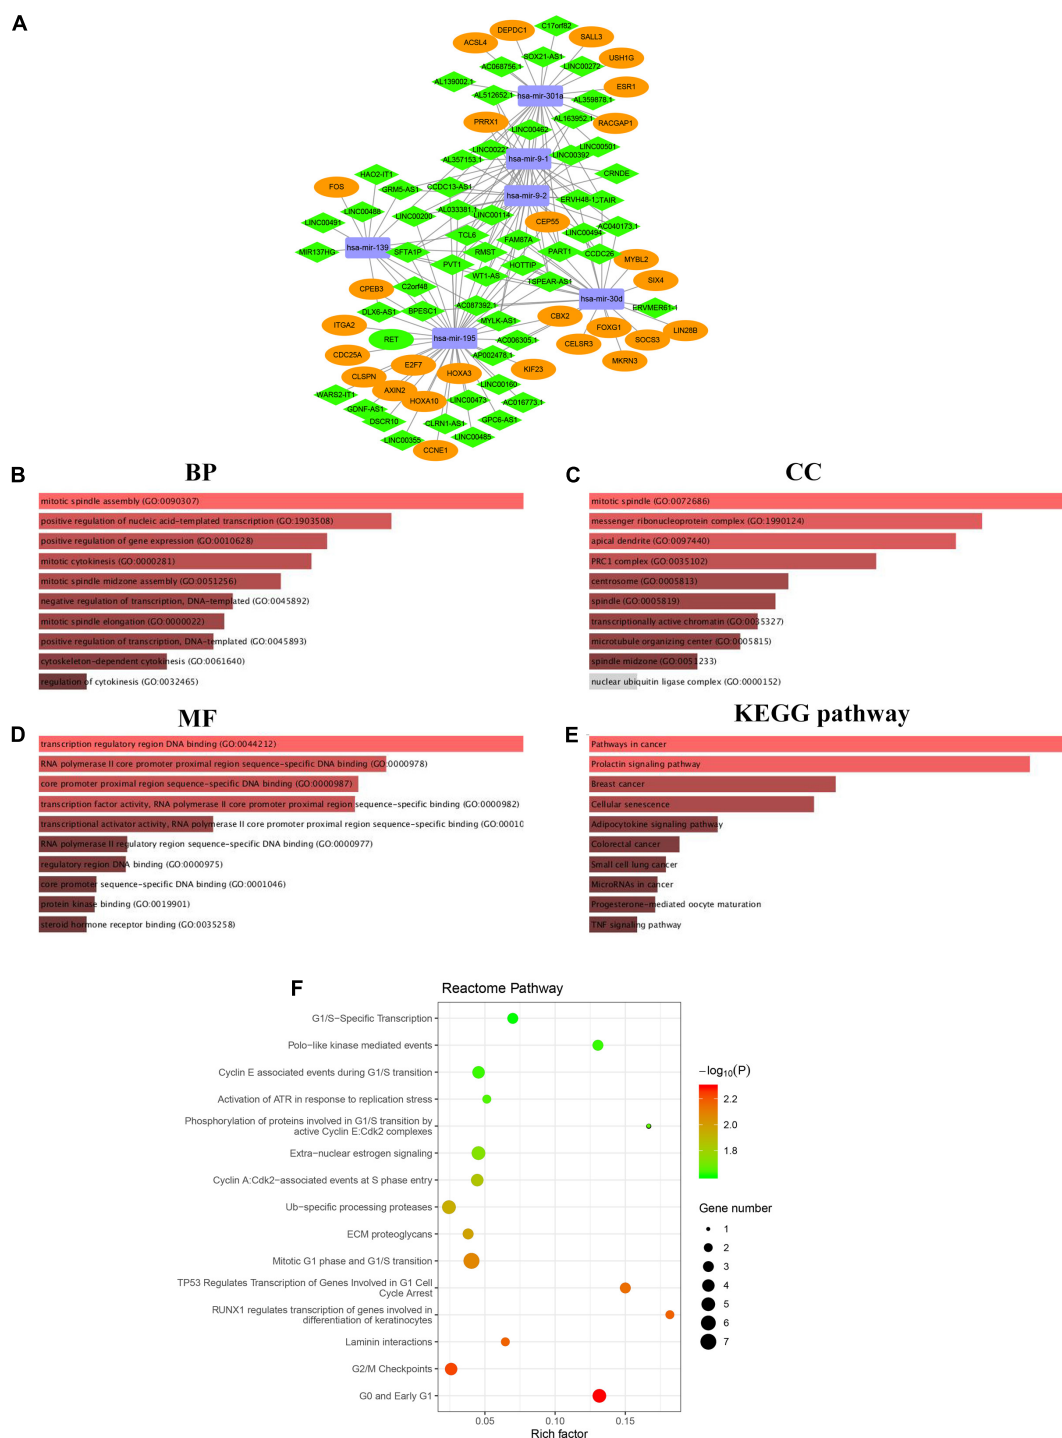 A
C17orf82
DEPDC1
SALL3
ACSL4
SOX21-AS1
USH1G
AC068756.1
LINC00272
AL139002.1
ESR1
AL512652.1
hsa-mir-301a
AL359878.1
PRRX1
AL163952.1
RACGAP1
LINC00462
LINC00501
LINC0022
LINC00392
AL357153.1
hsa-mir-9-1
HAO2-IT1
CRNDE
FOS
GRM5-AS1
CCDC13-AS1
hsa-mir-9-2
ERVH48-1
TAIR
LINC00488
AL033381.1
LINC00491
LINC00200
LINC00114
CEP55
AC040173.1
TCL6
FAM87A
LINC00494
hsa-mir-139
MIR137HG
SFTA1P
RMST
PART1
CCDC26
MYBL2
PVT1
HOTTIP
WT1-AS
TSPEAR-AS1
SIX4
CPEB3
C2orf48
hsa-mir-30d
DLX6-AS1
BPESC1
AC087392.1
ERVMER61-1
ITGA2
MYLK-AS1
CBX2
FOXG1
LIN28B
RET
hsa-mir-195
AC006305.1
CELSR3
SOCS3
CDC25A
AP002478.1
MKRN3
E2F7
KIF23
CLSPN
HOXA3
WARS2-IT1
AXIN2
LINC00160
GDNF-AS1
HOXA10
LINC00473
AC016773.1
DSCR10
CLRN1-AS1
GPC6-AS1
LINC00355
LINC00485
CCNE1
B
BP
mitotic spindle assembly (GO:0090307)
positive regulation of nucleic acid-templated transcription (GO:1903508)
positive regulation of gene expression (GO:0010628)
mitotic cytokinesis (GO:0000281)
mitotic spindle midzone assembly (GO:0051256)
negative regulation of transcription, DNA-templated (GO:0045892)
mitotic spindle elongation (GO:0000022)
positive regulation of transcription, DNA-templated (GO:0045893)
cytoskeleton-dependent cytokinesis (GO:0061640)
regulation of cytokinesis (GO:0032465)
C
CC
mitotic spindle (GO:0072686)
messenger ribonucleoprotein complex (GO:1990124)
apical dendrite (GO:0097440)
PRC1 complex (GO:0035102)
centrosome (GO:0005813)
spindle (GO:0005819)
transcriptionally active chromatin (GO:0035327)
microtubule organizing center (GO:0005815)
spindle midzone (GO:0051233)
nuclear ubiquitin ligase complex (GO:0000152)
D
MF
transcription regulatory region DNA binding (GO:0044212)
RNA polymerase II core promoter proximal region sequence-specific DNA binding (GO:0000978)
core promoter proximal region sequence-specific DNA binding (GO:0000987)
transcription factor activity, RNA polymerase II core promoter proximal region sequence-specific binding (GO:0000982)
transcriptional activator activity, RNA polymerase II core promoter proximal region sequence-specific binding (GO:00010
RNA polymerase II regulatory region sequence-specific DNA binding (GO:0000977)
regulatory region DNA binding (GO:0000975)
core promoter sequence-specific DNA binding (GO:0001046)
protein kinase binding (GO:0019901)
steroid hormone receptor binding (GO:0035258)
E
KEGG pathway
Pathways in cancer
Prolactin signaling pathway
Breast cancer
Cellular senescence
Adipocytokine signaling pathway
Colorectal cancer
Small cell lung cancer
MicroRNAs in cancer
Progesterone-mediated oocyte maturation
TNF signaling pathway
F
Reactome Pathway
G1/S−Specific Transcription
Polo−like kinase mediated events
Cyclin E associated events during G1/S transition
Activation of ATR in response to replication stress
Phosphorylation of proteins involved in G1/S transition by
active Cyclin E:Cdk2 complexes
Extra−nuclear estrogen signaling
Cyclin A:Cdk2−associated events at S phase entry
Ub−specific processing proteases
ECM proteoglycans
Mitotic G1 phase and G1/S transition
TP53 Regulates Transcription of Genes Involved in G1 Cell
Cycle Arrest
RUNX1 regulates transcription of genes involved in
differentiation of keratinocytes
Laminin interactions
G2/M Checkpoints
G0 and Early G1
0.05 0.10 0.15
Rich factor
−log10(P)
2.2
2.0
1.8
Gene number
1
2
3
4
5
6
7